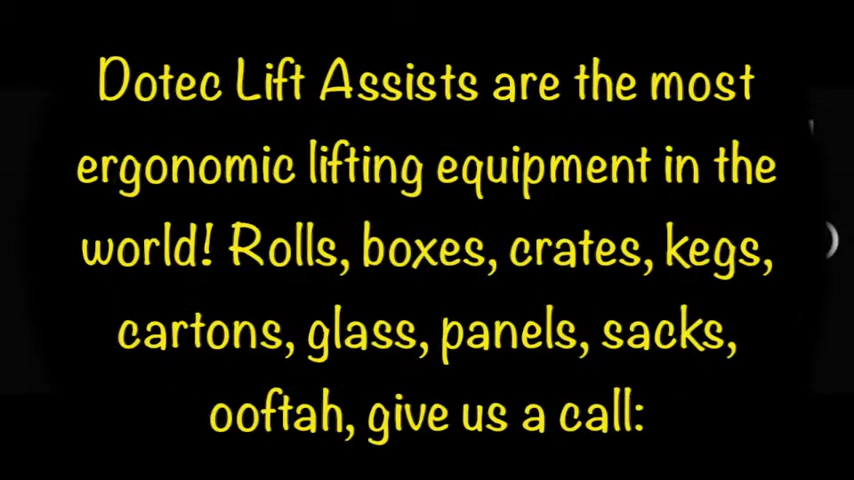 Dotec Lift Assists are the most
ergonomic lifting equipment in the
world! Rolls, boxes, crates, kegs,
cartons, glass, panels, sacks,
ooftah, give us a call: